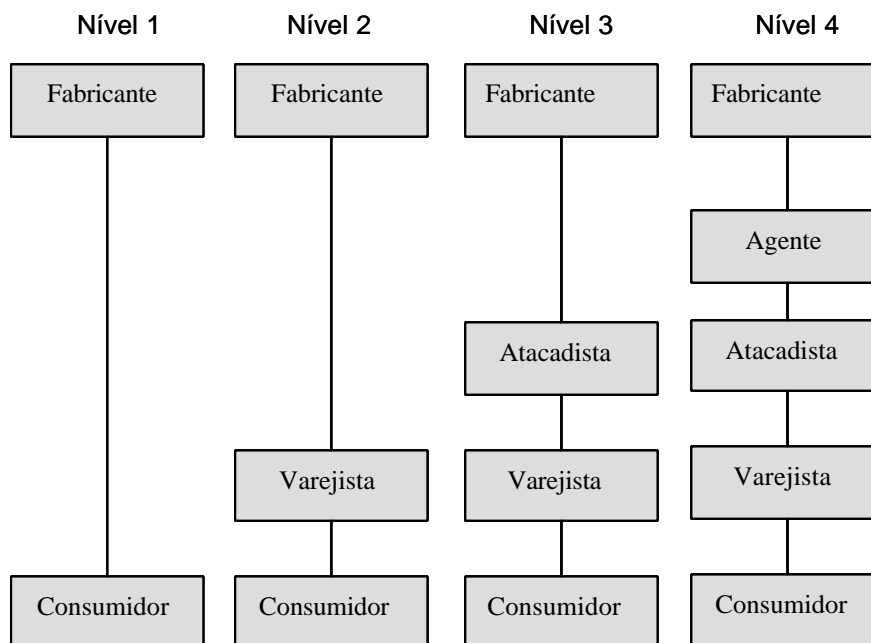 Nível 1 Nível 2 Nível 3 Nível 4
Fabricante Fabricante Fabricante Fabricante
Agente
Atacadista Atacadista
Varejista Varejista Varejista
Consumidor Consumidor Consumidor Consumidor